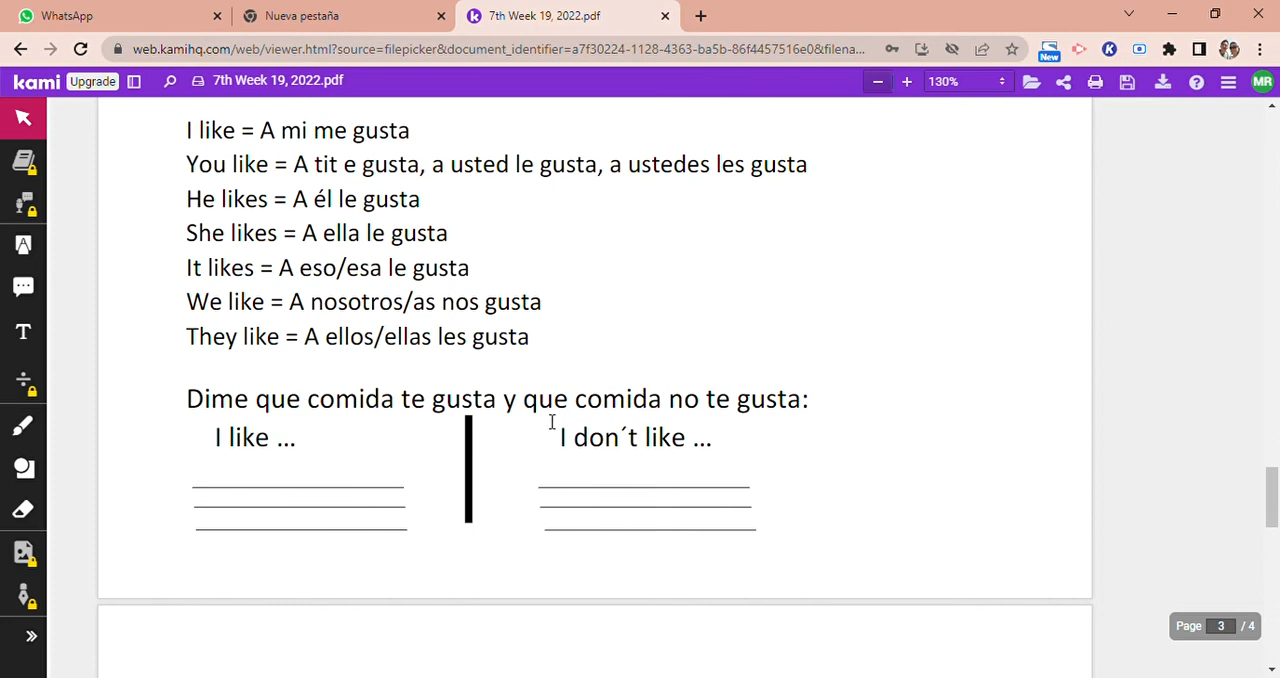 WhatsApp
Nueva pestaña
7th Week 19, 2022.pdf
web.kamihq.com/web/viewer.html?source=filepicker&document_identifier=a7f30224-1128-4363-ba5b-86f4457516e0&filena...
New
kami Upgrade 7th Week 19, 2022.pdf 130% MR
I like = A mi me gusta
You like = A tit e gusta, a usted le gusta, a ustedes les gusta
He likes = A él le gusta
She likes = A ella le gusta
It likes = A eso/esa le gusta
We like = A nosotros/as nos gusta
They like = A ellos/ellas les gusta
Dime que comida te gusta y que comida no te gusta:
I like ... I don´t like ...
Page 3 / 4